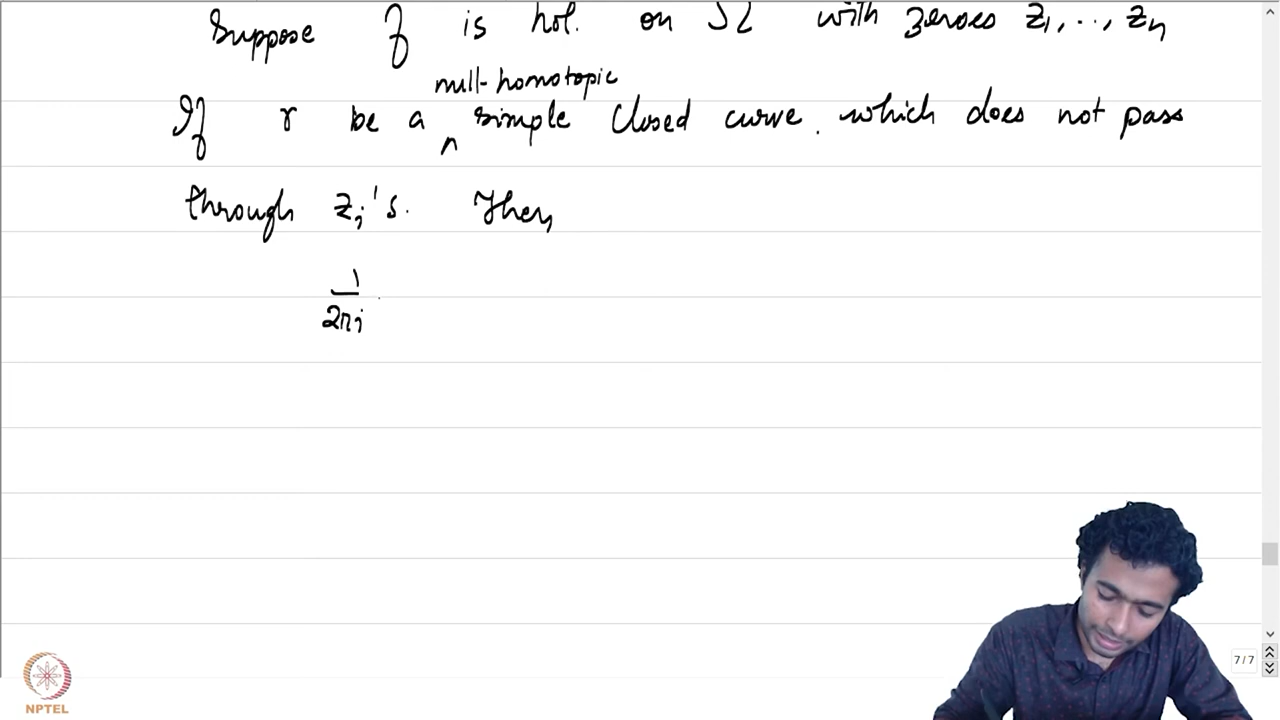 Suppose f is hol. on Ω with zeroes z₁, .., zₙ
null-homotopic
If γ be a ∧ simple closed curve. which does not pass
through zⱼ's. Then
1
2πi
7/7
NPTEL